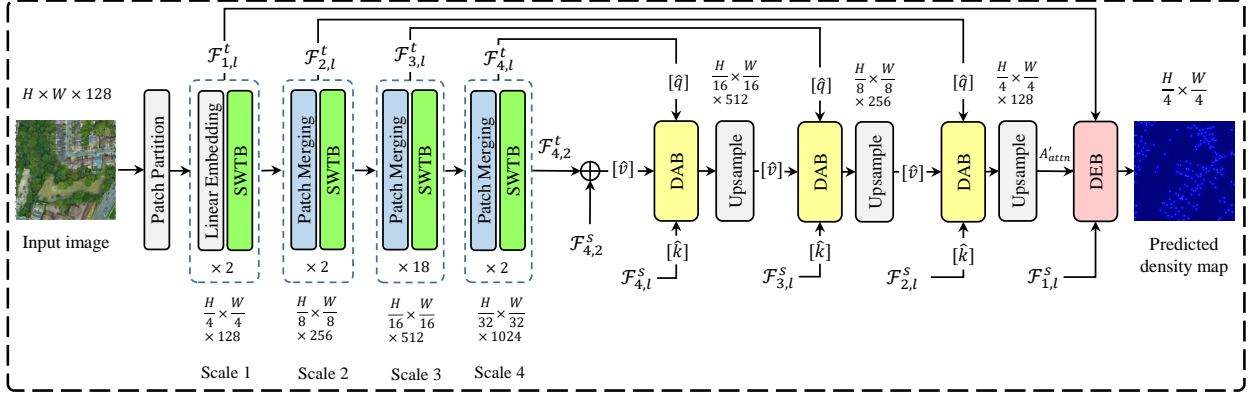 H × W × 128
Input image
Patch Partition
Linear Embedding
SWTB
× 2
H/4 × W/4
× 128
Scale 1
F^t_{1,l}
Patch Merging
SWTB
× 2
H/8 × W/8
× 256
Scale 2
F^t_{2,l}
Patch Merging
SWTB
× 18
H/16 × W/16
× 512
Scale 3
F^t_{3,l}
Patch Merging
SWTB
× 2
H/32 × W/32
× 1024
Scale 4
F^t_{4,l}
F^t_{4,2}
F^s_{4,2}
[v̂]
[q̂]
DAB
[k̂]
F^s_{4,l}
H/16 × W/16
× 512
Upsample
[v̂]
[q̂]
DAB
[k̂]
F^s_{3,l}
H/8 × W/8
× 256
Upsample
[v̂]
[q̂]
DAB
[k̂]
F^s_{2,l}
H/4 × W/4
× 128
Upsample
A'_{attn}
DEB
F^s_{1,l}
H/4 × W/4
Predicted
density map